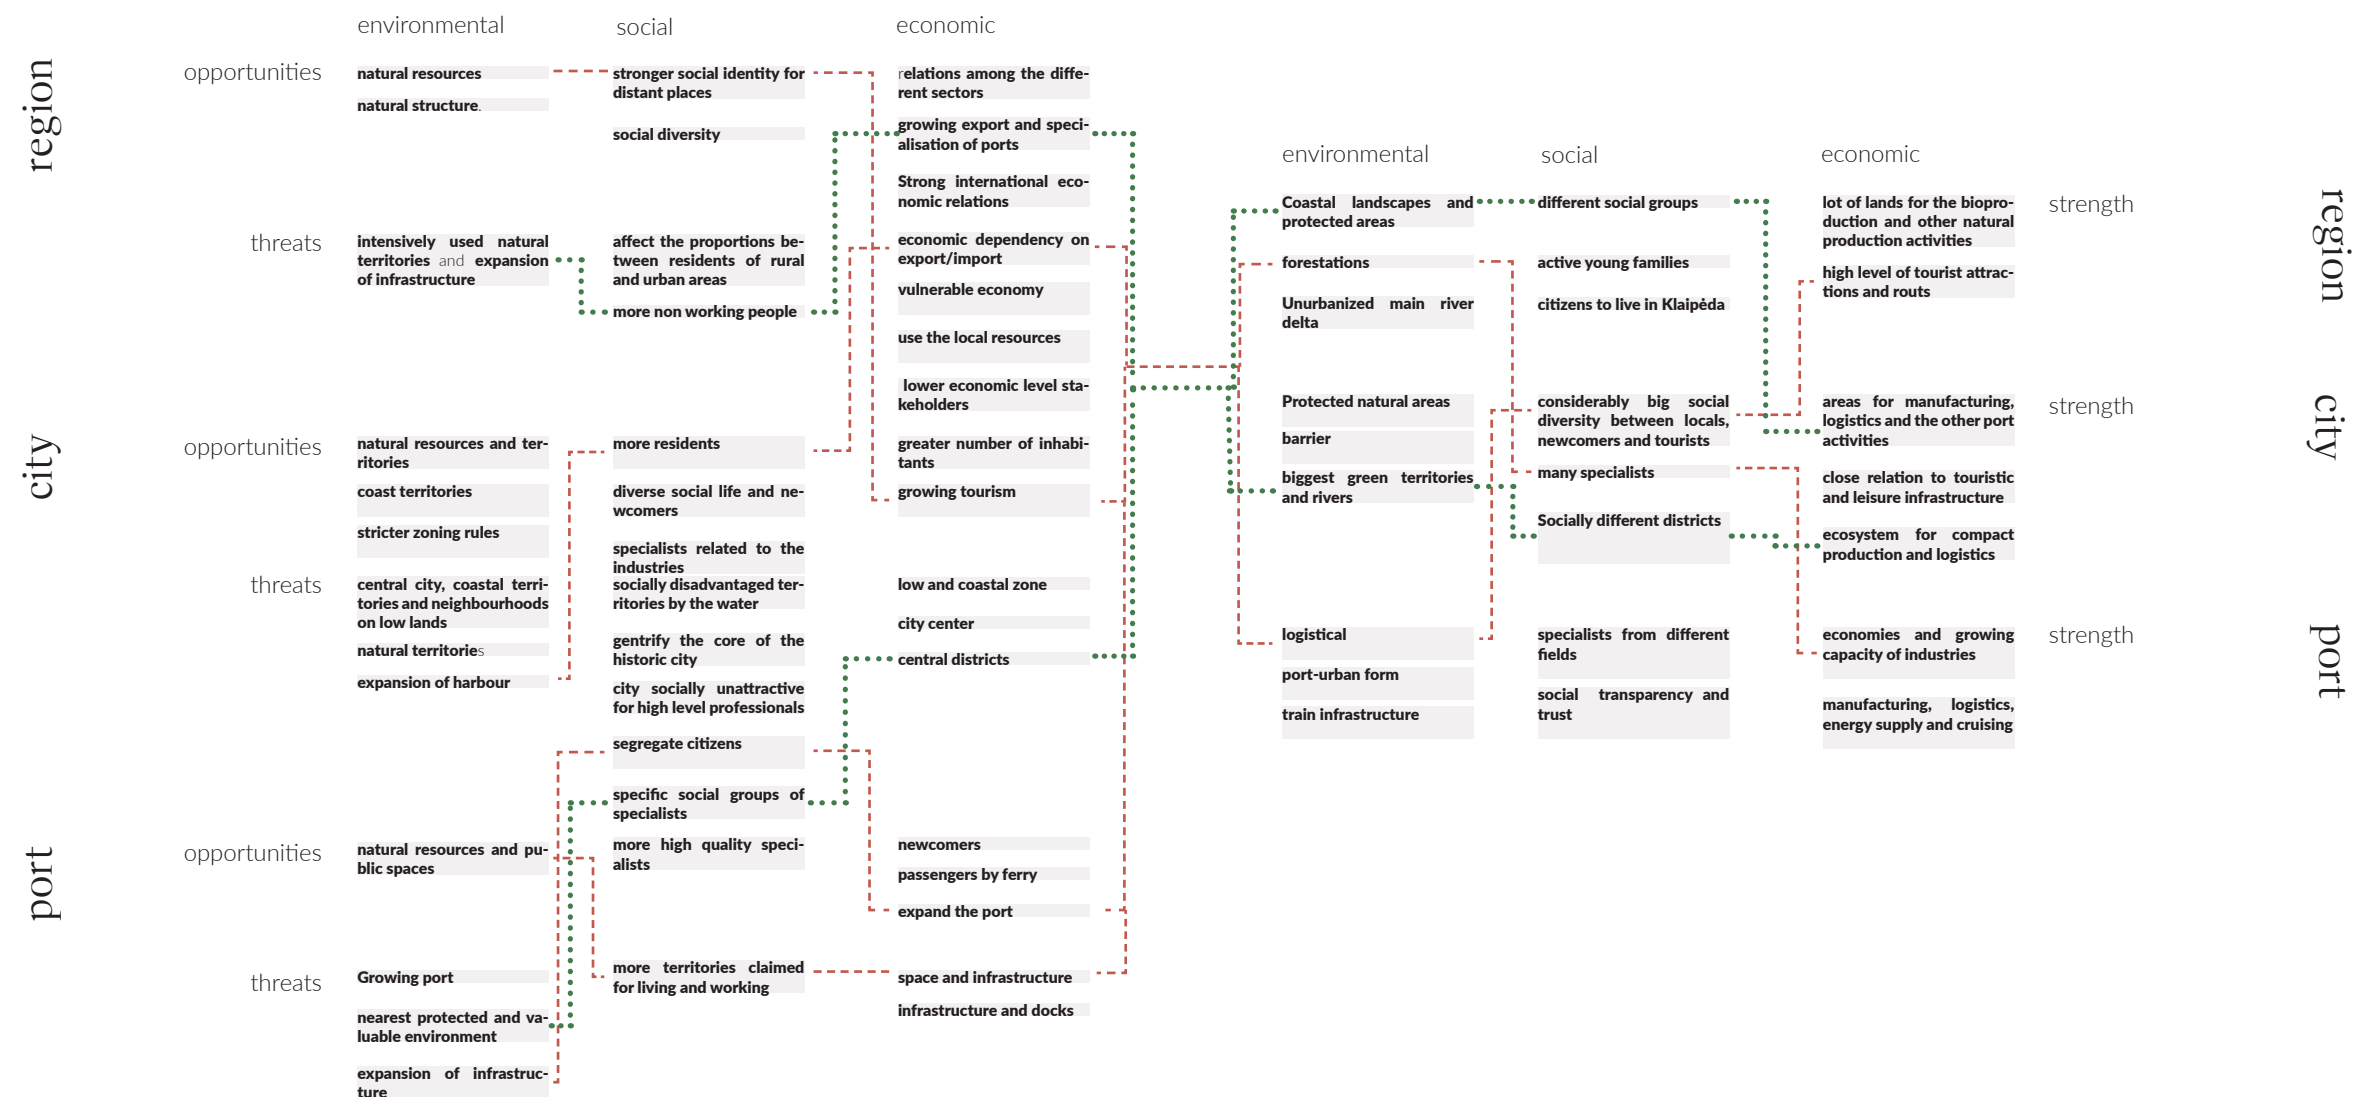 environmental
social
economic
region
opportunities
natural resources
natural structure.
stronger social identity for
distant places
social diversity
relations among the diffe-
rent sectors
growing export and speci-
alisation of ports
Strong international eco-
nomic relations
threats
intensively used natural
territories and expansion
of infrastructure
affect the proportions be-
tween residents of rural
and urban areas
more non working people
economic dependency on
export/import
vulnerable economy
use the local resources
lower economic level sta-
keholders
city
opportunities
natural resources and ter-
ritories
coast territories
stricter zoning rules
more residents
diverse social life and ne-
wcomers
specialists related to the
industries
greater number of inhabi-
tants
growing tourism
threats
central city, coastal terri-
tories and neighbourhoods
on low lands
natural territories
expansion of harbour
socially disadvantaged ter-
ritories by the water
gentrify the core of the
historic city
city socially unattractive
for high level professionals
segregate citizens
low and coastal zone
city center
central districts
port
opportunities
natural resources and pu-
blic spaces
specific social groups of
specialists
more high quality speci-
alists
newcomers
passengers by ferry
expand the port
threats
Growing port
nearest protected and va-
luable environment
expansion of infrastruc-
ture
more territories claimed
for living and working
space and infrastructure
infrastructure and docks
environmental
social
economic
Coastal landscapes and
protected areas
forestations
Unurbanized main river
delta
different social groups
active young families
citizens to live in Klaipėda
lot of lands for the biopro-
duction and other natural
production activities
high level of tourist attrac-
tions and routs
strength
region
Protected natural areas
barrier
biggest green territories
and rivers
considerably big social
diversity between locals,
newcomers and tourists
many specialists
Socially different districts
areas for manufacturing,
logistics and the other port
activities
close relation to touristic
and leisure infrastructure
ecosystem for compact
production and logistics
strength
city
logistical
port-urban form
train infrastructure
specialists from different
fields
social transparency and
trust
economies and growing
capacity of industries
manufacturing, logistics,
energy supply and cruising
strength
port